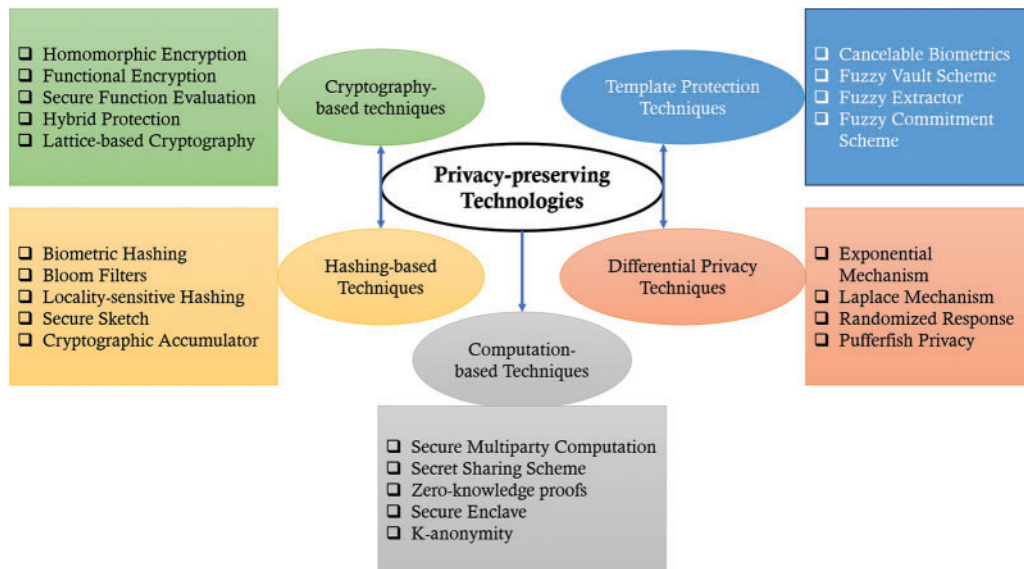 ❑ Homomorphic Encryption
❑ Functional Encryption
❑ Secure Function Evaluation
❑ Hybrid Protection
❑ Lattice-based Cryptography
Cryptography-
based techniques
Template Protection
Techniques
❑ Cancelable Biometrics
❑ Fuzzy Vault Scheme
❑ Fuzzy Extractor
❑ Fuzzy Commitment
Scheme
Privacy-preserving
Technologies
❑ Biometric Hashing
❑ Bloom Filters
❑ Locality-sensitive Hashing
❑ Secure Sketch
❑ Cryptographic Accumulator
Hashing-based
Techniques
Differential Privacy
Techniques
❑ Exponential
Mechanism
❑ Laplace Mechanism
❑ Randomized Response
❑ Pufferfish Privacy
Computation-
based Techniques
❑ Secure Multiparty Computation
❑ Secret Sharing Scheme
❑ Zero-knowledge proofs
❑ Secure Enclave
❑ K-anonymity